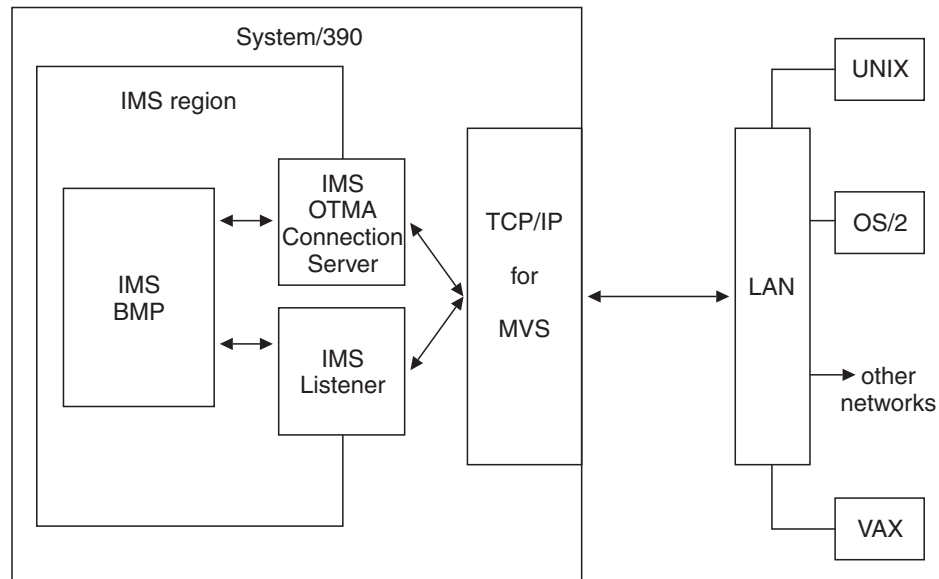 System/390
IMS region
IMS
OTMA
Connection
Server
IMS
BMP
IMS
Listener
TCP/IP
for
MVS
LAN
UNIX
OS/2
other
networks
VAX